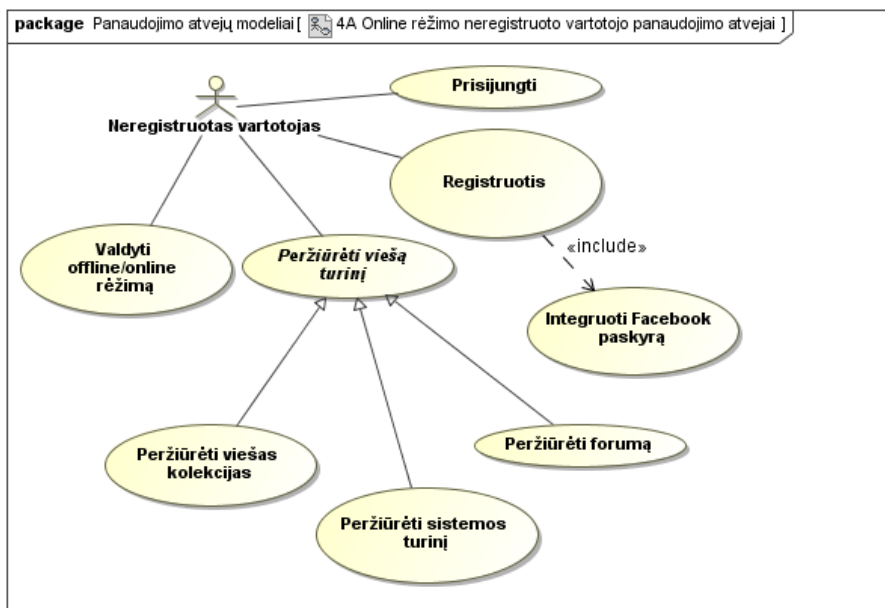 package Panaudojimo atvejų modeliai [ 4A Online rėžimo neregistruoto vartotojo panaudojimo atvejai ]
Prisijungti
Neregistruotas vartotojas
Registruotis
«include»
Valdyti
offline/online
rėžimą
Peržiūrėti viešą
turinį
Integruoti Facebook
paskyrą
Peržiūrėti viešas
kolekcijas
Peržiūrėti forumą
Peržiūrėti sistemos
turinį